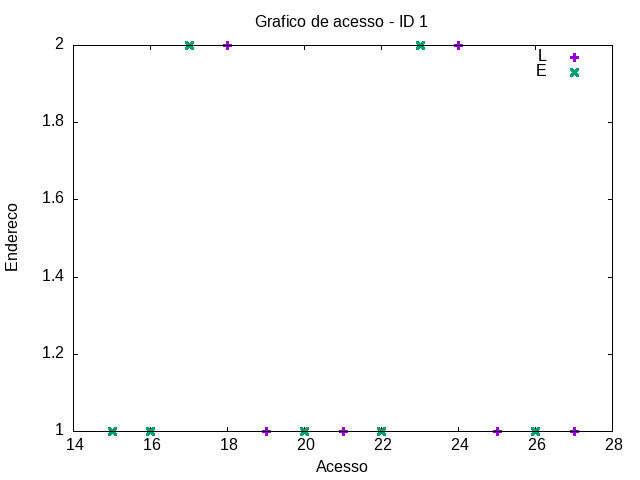 Grafico de acesso - ID 1
2
1.8
1.6
1.4
1.2
1
Endereco
L
E
14 16 18 20 22 24 26 28
Acesso